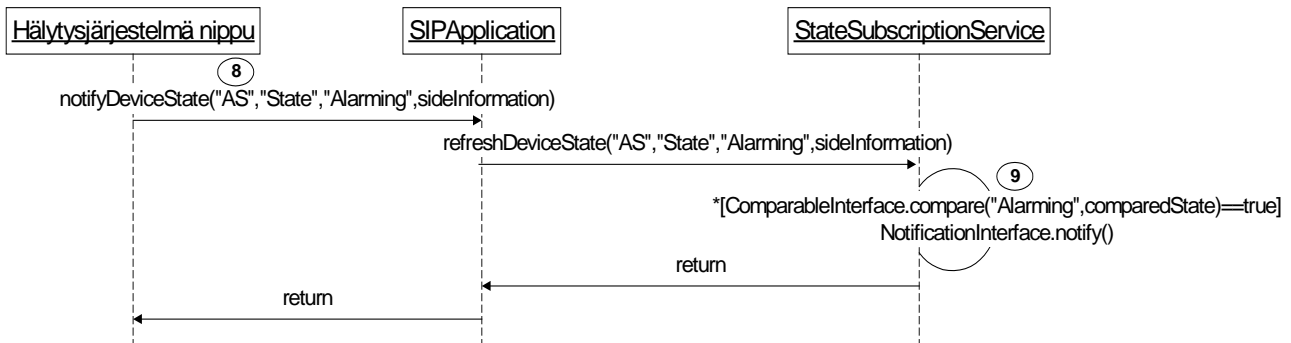 Hälytysjärjestelmä nippu SIPApplication StateSubscriptionService
8
notifyDeviceState("AS","State","Alarming",sideInformation)
refreshDeviceState("AS","State","Alarming",sideInformation)
9
*[ComparableInterface.compare("Alarming",comparedState)==true]
NotificationInterface.notify()
return
return